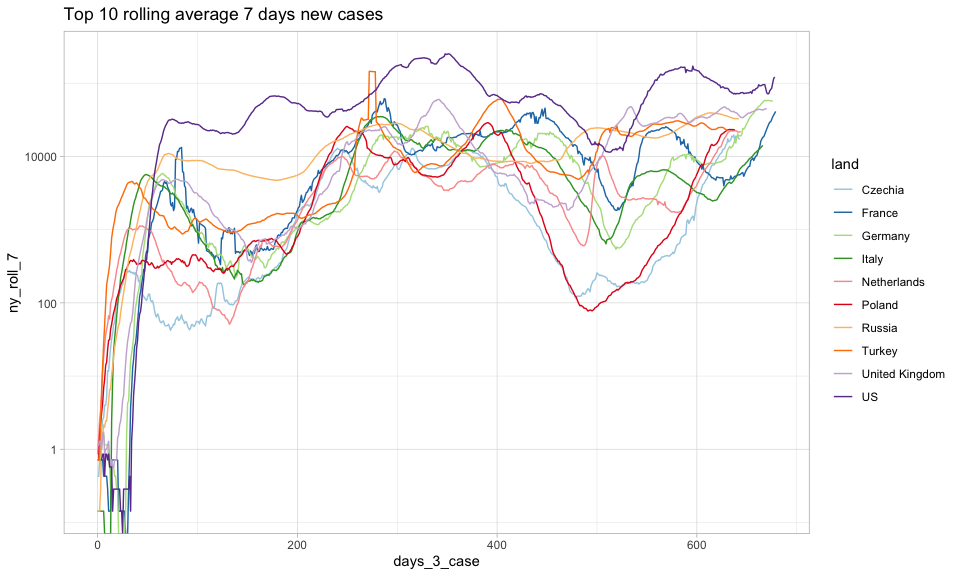 Top 10 rolling average 7 days new cases
ny_roll_7
10000
100
1
0
200
400
600
days_3_case
land
Czechia
France
Germany
Italy
Netherlands
Poland
Russia
Turkey
United Kingdom
US